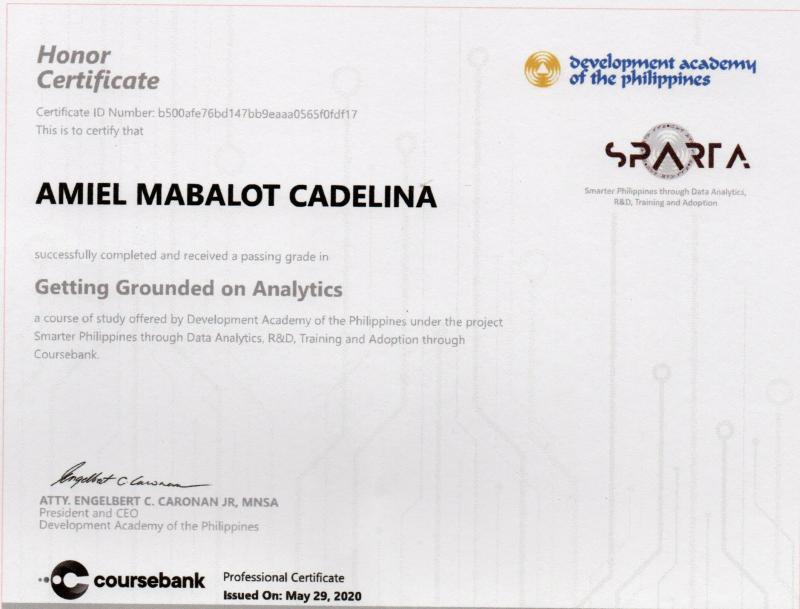 Honor
Certificate
Certificate ID Number: b500afe76bd147bb9eaaa0565f0fdf17
This is to certify that
AMIEL MABALOT CADELINA
successfully completed and received a passing grade in
Getting Grounded on Analytics
a course of study offered by Development Academy of the Philippines under the project
Smarter Philippines through Data Analytics, R&D, Training and Adoption through
Coursebank.
development academy
of the philippines
SPARTA
Smarter Philippines through Data Analytics,
R&D, Training and Adoption
Engelbert C Caronan
ATTY. ENGELBERT C. CARONAN JR, MNSA
President and CEO
Development Academy of the Philippines
coursebank
Professional Certificate
Issued On: May 29, 2020